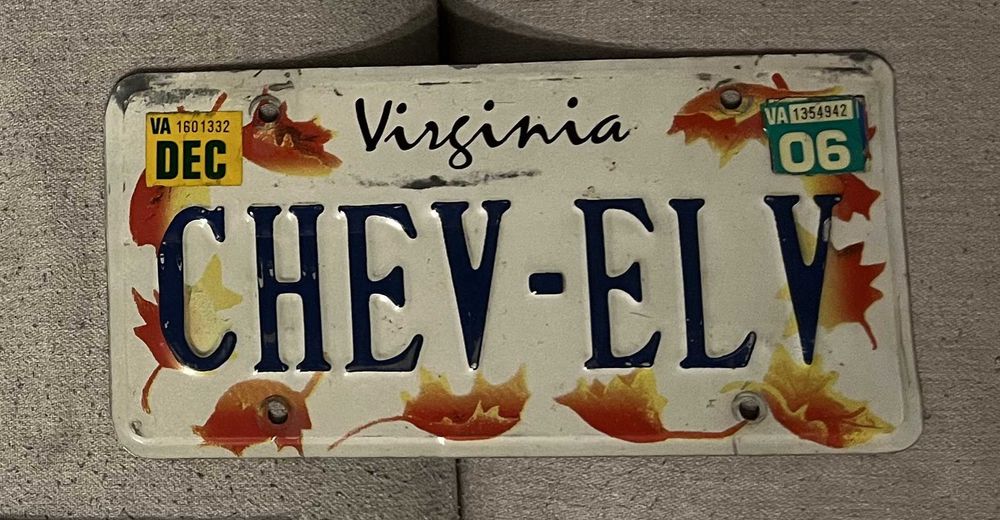 Virginia
VA 1601332
DEC
VA 1354942
06
CHEV-ELV